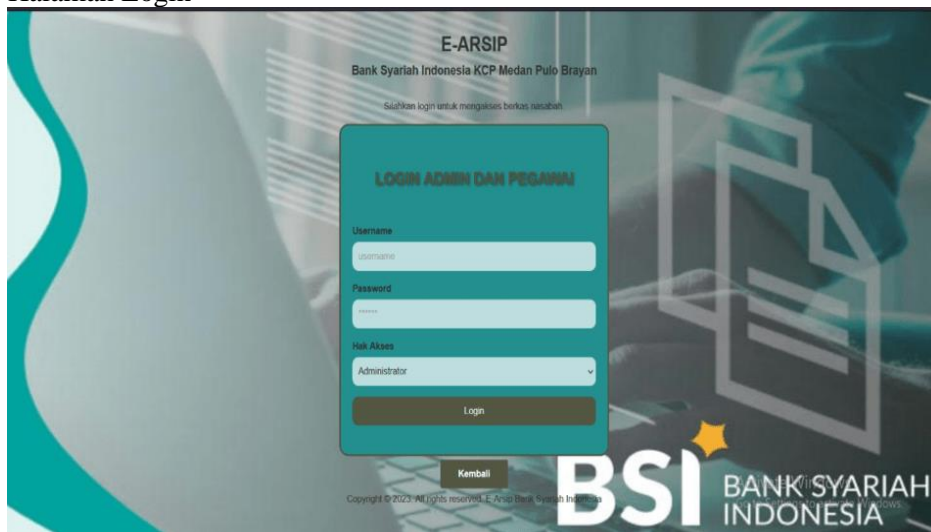 Halaman Login
E-ARSIP
Bank Syariah Indonesia KCP Medan Pulo Brayan
Silahkan login untuk mengakses berkas nasabah
LOGIN ADMIN DAN PEGAWAI
Username
username
Password
******
Hak Akses
Administrator
Login
Kembali
Copyright © 2023. All rights reserved. E-Arsip Bank Syariah Indonesia
BSI
BANK SYARIAH
INDONESIA
Windows
Windows.